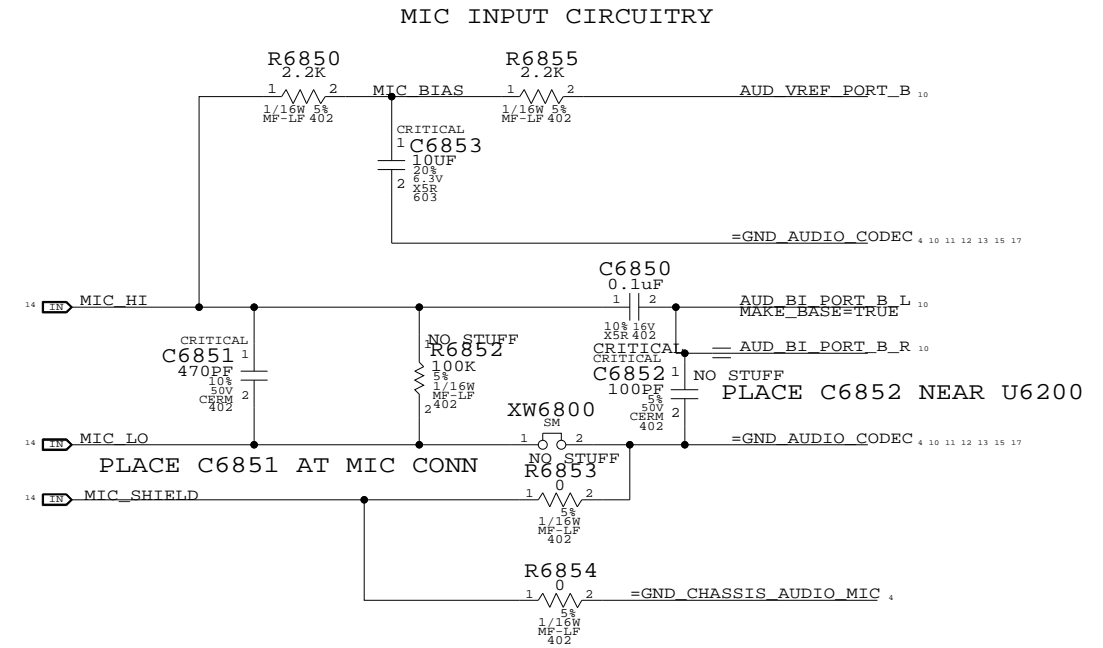 MIC INPUT CIRCUITRY
R6850
2.2K
1 2
1/16W 5%
MF-LF 402
MIC_BIAS
R6855
2.2K
1 2
1/16W 5%
MF-LF 402
AUD_VREF_PORT_B 10
CRITICAL
1 C6853
10UF
20%
6.3V
2 X5R
603
=GND_AUDIO_CODEC 4 10 11 12 13 15 17
14 IN MIC_HI
C6850
0.1uF
1 2
10% 16V
X5R 402
CRITICAL
AUD_BI_PORT_B_L 10
MAKE_BASE=TRUE
AUD_BI_PORT_B_R 10
CRITICAL 1
C6851
470PF
10%
50V 2
CERM
402
NO STUFF
1 R6852
100K
5%
1/16W
MF-LF
2 402
CRITICAL
C6852 1
100PF
5%
50V 2
CERM
402
NO STUFF
PLACE C6852 NEAR U6200
XW6800
SM
1 2
14 IN MIC_LO
=GND_AUDIO_CODEC 4 10 11 12 13 15 17
PLACE C6851 AT MIC CONN
NO STUFF
R6853
0
1 2
5%
1/16W
MF-LF
402
14 IN MIC_SHIELD
R6854
0
1 2
5%
1/16W
MF-LF
402
=GND_CHASSIS_AUDIO_MIC 4